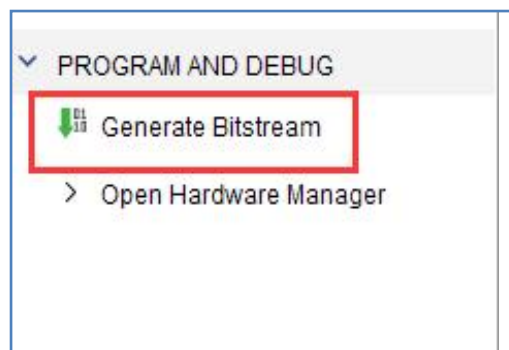 PROGRAM AND DEBUG
Generate Bitstream
Open Hardware Manager